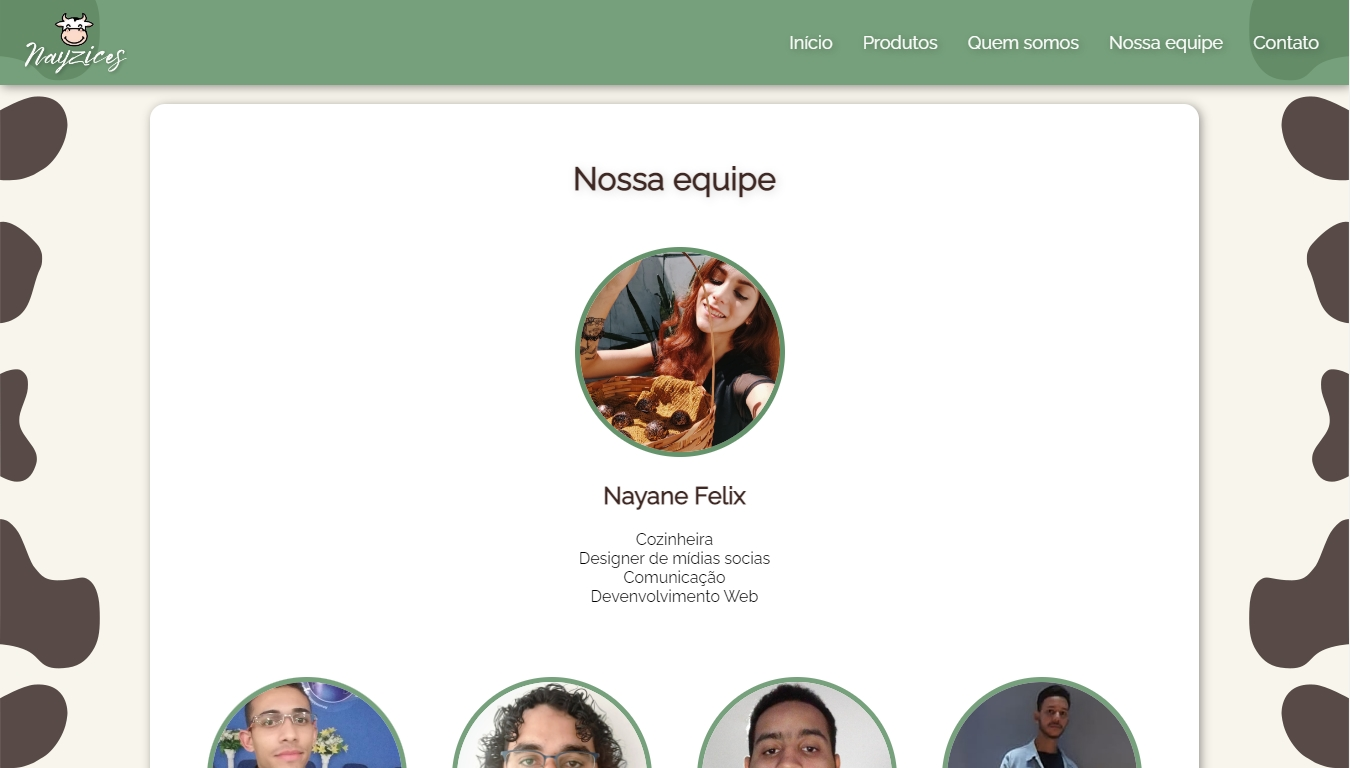 Nayzices
Início
Produtos
Quem somos
Nossa equipe
Contato
Nossa equipe
Nayane Felix
Cozinheira
Designer de mídias socias
Comunicação
Devenvolvimento Web